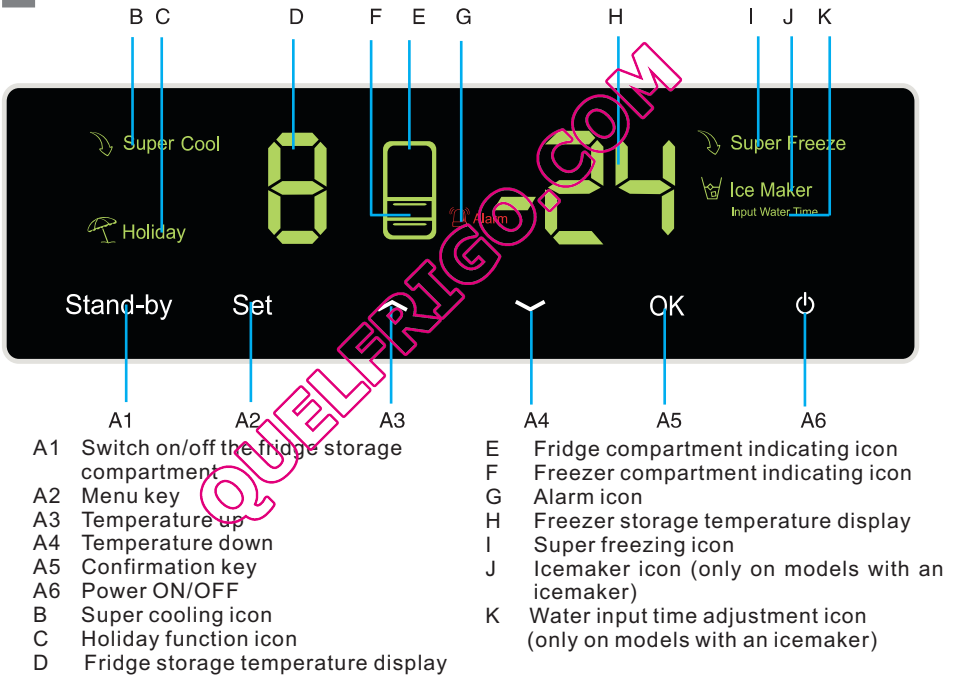 B C D F E G H I J K
Super Cool
8
-24
Super Freeze
Ice Maker
Input Water Time
Alarm
Holiday
Stand-by Set OK
A1 A2 A3 A4 A5 A6
QUELFRIGO.COM
A1 Switch on/off the fridge storage
compartment
A2 Menu key
A3 Temperature up
A4 Temperature down
A5 Confirmation key
A6 Power ON/OFF
B Super cooling icon
C Holiday function icon
D Fridge storage temperature display
E Fridge compartment indicating icon
F Freezer compartment indicating icon
G Alarm icon
H Freezer storage temperature display
I Super freezing icon
J Icemaker icon (only on models with an
icemaker)
K Water input time adjustment icon
(only on models with an icemaker)